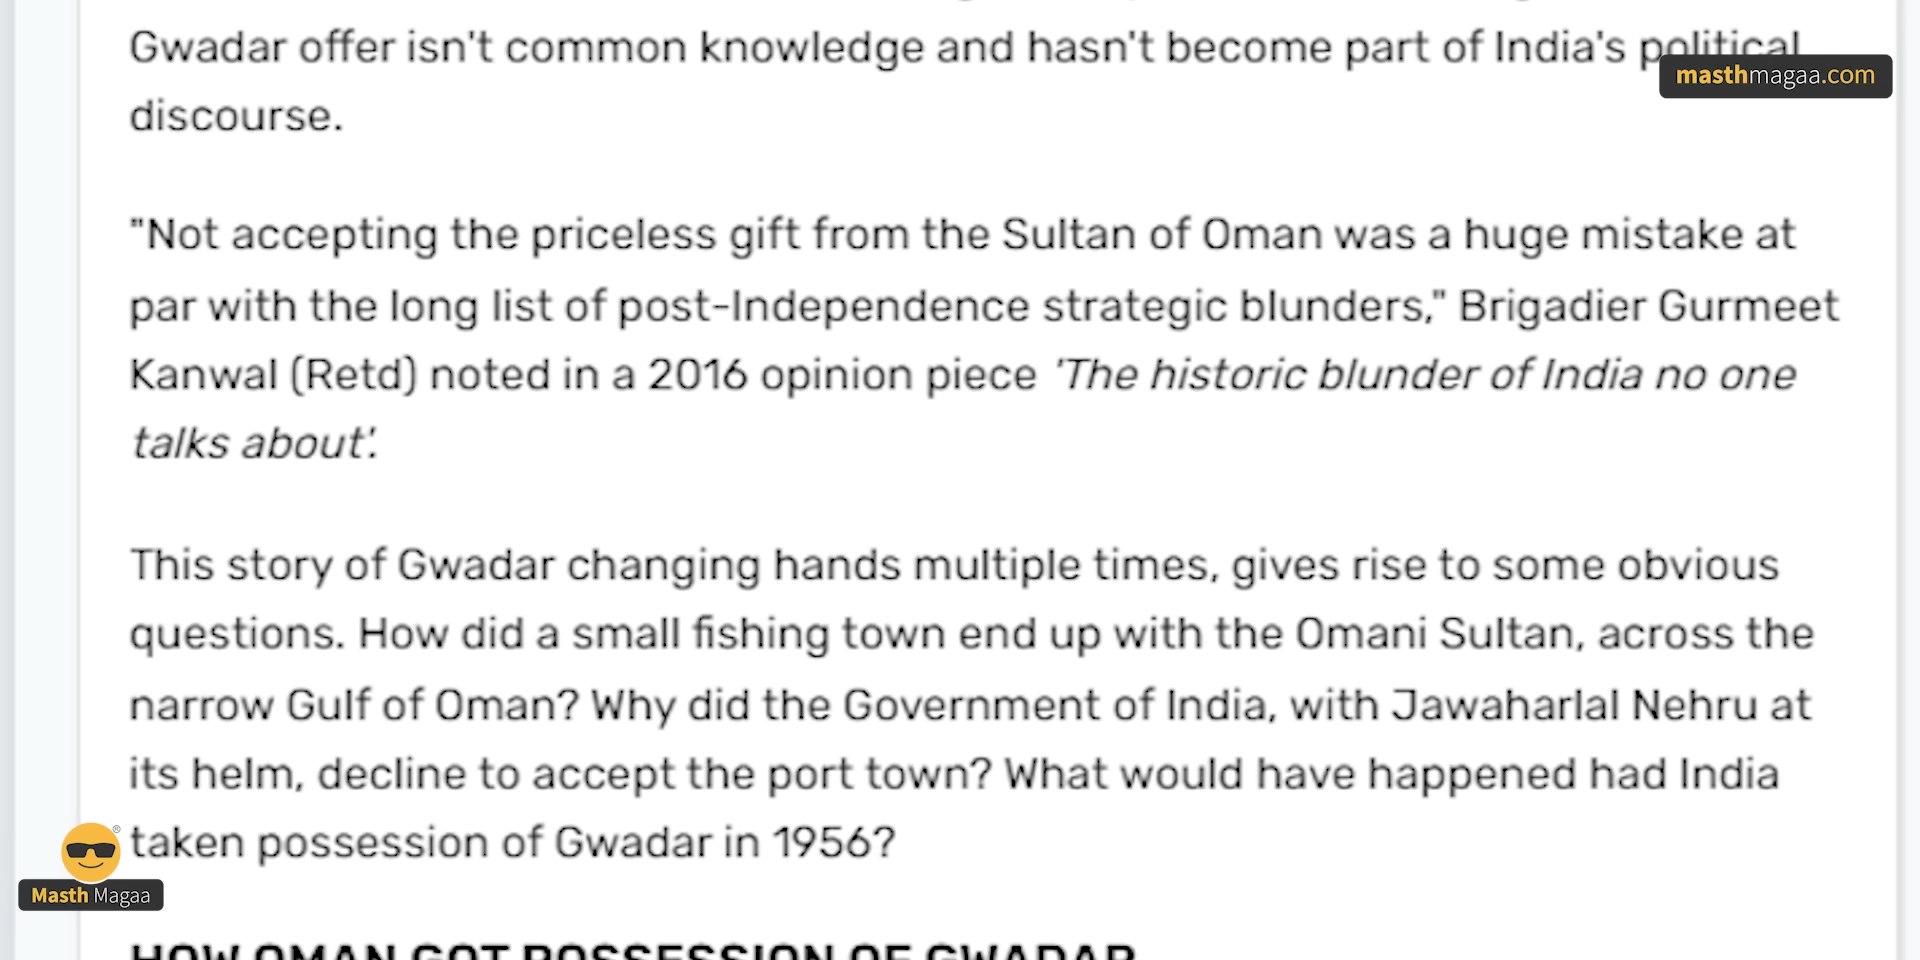 Gwadar offer isn't common knowledge and hasn't become part of India's political
masthmagaa.com
discourse.
"Not accepting the priceless gift from the Sultan of Oman was a huge mistake at
par with the long list of post-Independence strategic blunders," Brigadier Gurmeet
Kanwal (Retd) noted in a 2016 opinion piece 'The historic blunder of India no one
talks about'.
This story of Gwadar changing hands multiple times, gives rise to some obvious
questions. How did a small fishing town end up with the Omani Sultan, across the
narrow Gulf of Oman? Why did the Government of India, with Jawaharlal Nehru at
its helm, decline to accept the port town? What would have happened had India
taken possession of Gwadar in 1956?
®
Masth Magaa
HOW OMAN GOT POSSESSION OF GWADAR